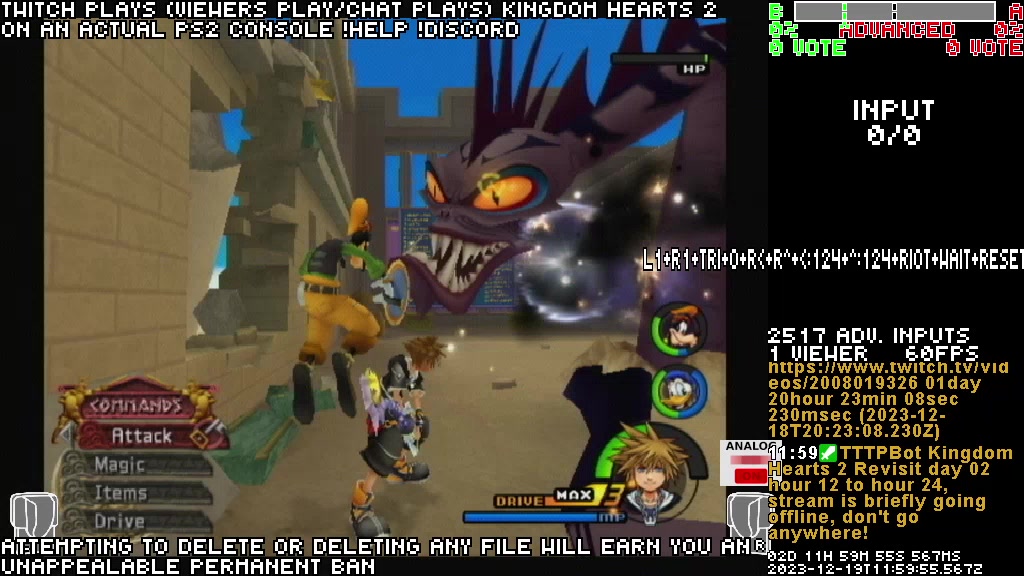 TWITCH PLAYS (VIEWERS PLAY/CHAT PLAYS) KINGDOM HEARTS 2
ON AN ACTUAL PS2 CONSOLE !HELP !DISCORD
B
A
0%
ADVANCED
0%
0 VOTE
0 VOTE
INPUT
0/0
HP
L1+R1+TRI+O+R<+R^+<:124+^:124+RIOT+WAIT+RESET
2517 ADV. INPUTS
1 VIEWER 60FPS
https://www.twitch.tv/vid
eos/2008019326 01day
20hour 23min 08sec
230msec (2023-12-
18T20:23:08.230Z)
11:59 TTTPBot Kingdom
Hearts 2 Revisit day 02
hour 12 to hour 24,
stream is briefly going
offline, don't go
anywhere!
COMMANDS
Attack
Magic
Items
Drive
DRIVE MAX 3
MP
ANALOG
ATTEMPTING TO DELETE OR DELETING ANY FILE WILL EARN YOU AN
UNAPPEALABLE PERMANENT BAN
02D 11H 59M 55S 567MS
2023-12-19T11:59:55.567Z